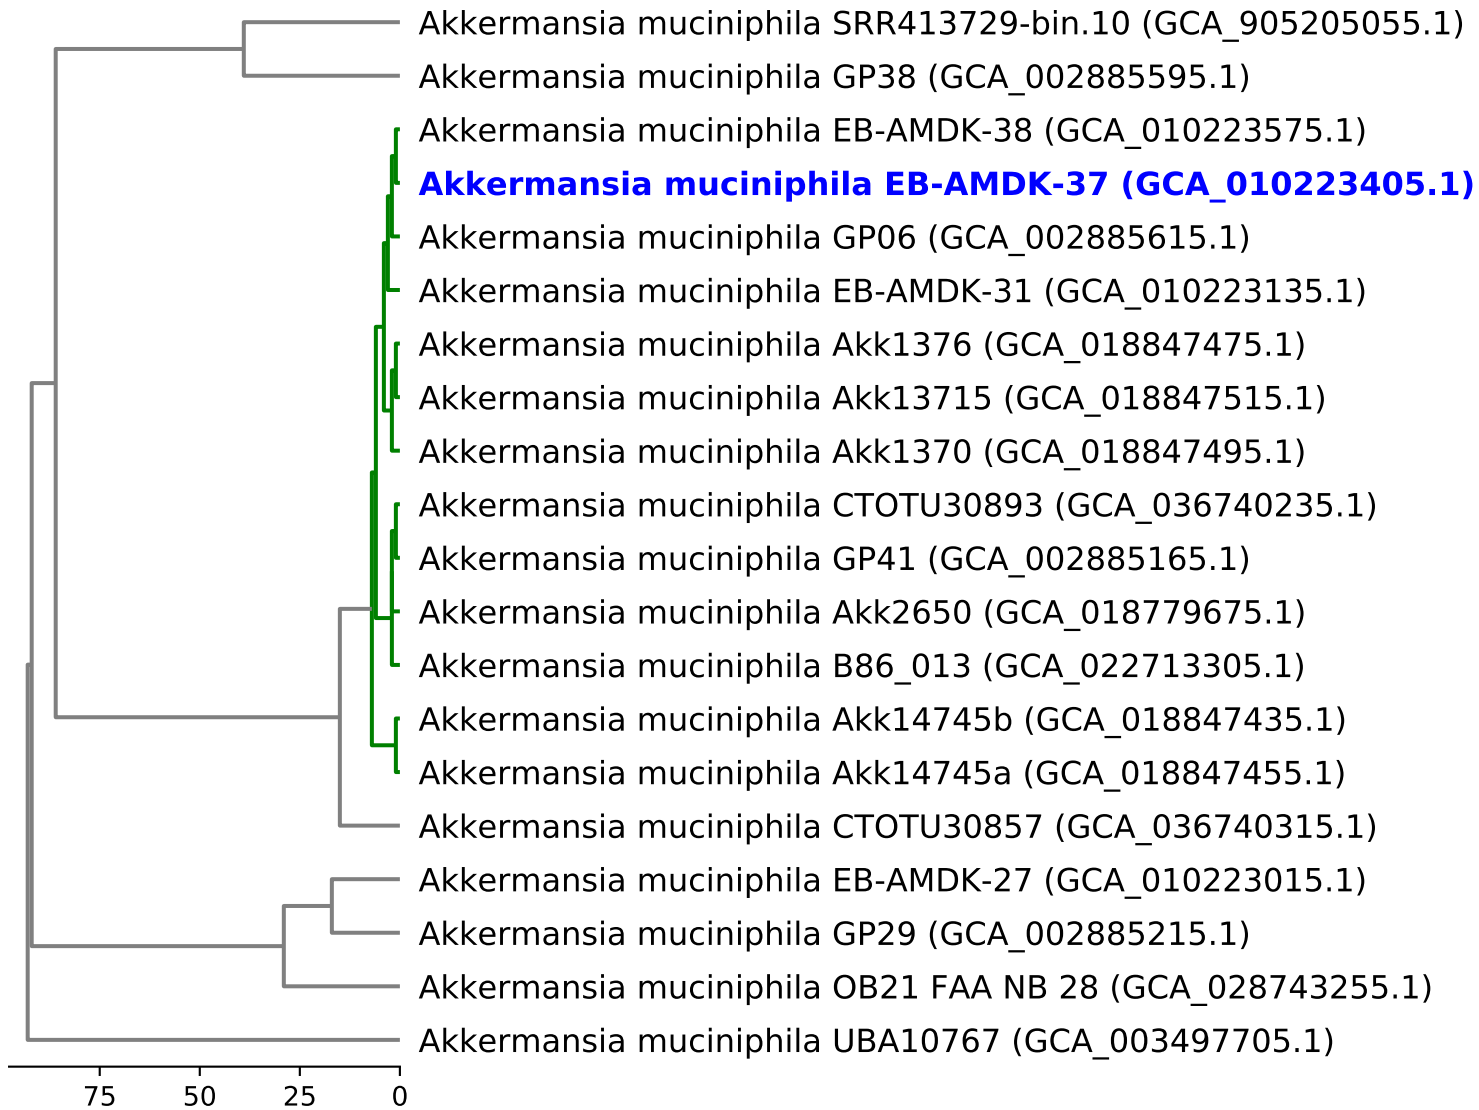 Akkermansia muciniphila SRR413729-bin.10 (GCA_905205055.1)
Akkermansia muciniphila GP38 (GCA_002885595.1)
Akkermansia muciniphila EB-AMDK-38 (GCA_010223575.1)
Akkermansia muciniphila EB-AMDK-37 (GCA_010223405.1)
Akkermansia muciniphila GP06 (GCA_002885615.1)
Akkermansia muciniphila EB-AMDK-31 (GCA_010223135.1)
Akkermansia muciniphila Akk1376 (GCA_018847475.1)
Akkermansia muciniphila Akk13715 (GCA_018847515.1)
Akkermansia muciniphila Akk1370 (GCA_018847495.1)
Akkermansia muciniphila CTOTU30893 (GCA_036740235.1)
Akkermansia muciniphila GP41 (GCA_002885165.1)
Akkermansia muciniphila Akk2650 (GCA_018779675.1)
Akkermansia muciniphila B86_013 (GCA_022713305.1)
Akkermansia muciniphila Akk14745b (GCA_018847435.1)
Akkermansia muciniphila Akk14745a (GCA_018847455.1)
Akkermansia muciniphila CTOTU30857 (GCA_036740315.1)
Akkermansia muciniphila EB-AMDK-27 (GCA_010223015.1)
Akkermansia muciniphila GP29 (GCA_002885215.1)
Akkermansia muciniphila OB21 FAA NB 28 (GCA_028743255.1)
Akkermansia muciniphila UBA10767 (GCA_003497705.1)
75 50 25 0